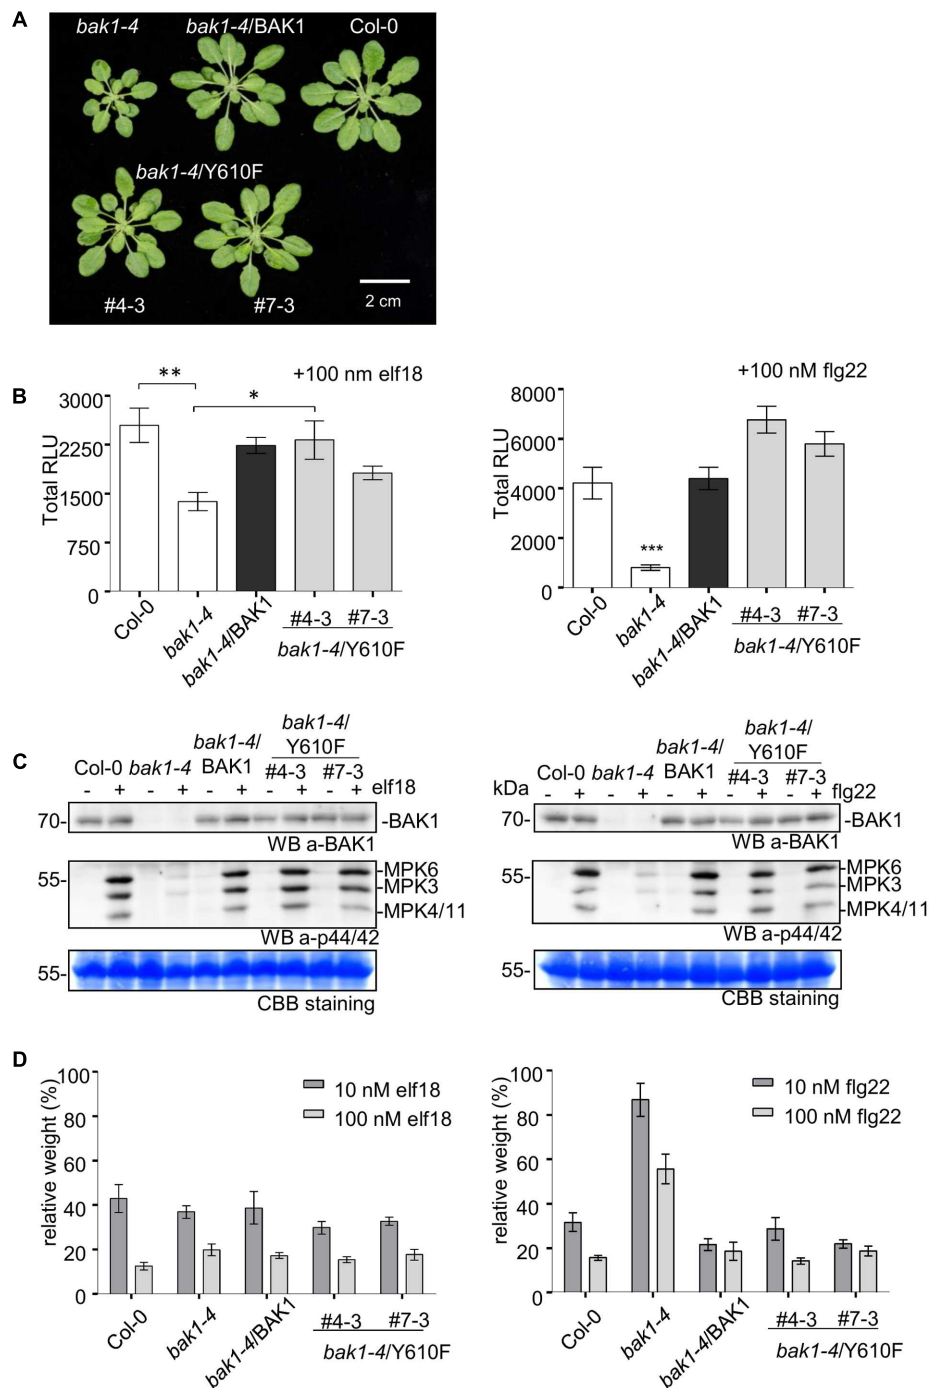 A
bak1-4 bak1-4/BAK1 Col-0
bak1-4/Y610F
#4-3 #7-3 2 cm
B
+100 nm elf18
** *
Total RLU
3000
2250
1500
750
0
Col-0 bak1-4 bak1-4/BAK1 #4-3 #7-3
bak1-4/Y610F
+100 nM flg22
Total RLU
8000
6000
4000
2000
0
***
Col-0 bak1-4 bak1-4/BAK1 #4-3 #7-3
bak1-4/Y610F
C
bak1-4/
Y610F
bak1-4/
BAK1
Col-0 bak1-4 #4-3 #7-3
- + - + - + - + - + elf18
70- -BAK1
WB a-BAK1
55- -MPK6
-MPK3
-MPK4/11
WB a-p44/42
55-
CBB staining
bak1-4/
Y610F
bak1-4/
BAK1
Col-0 bak1-4 #4-3 #7-3
kDa - + - + - + - + - + flg22
70- -BAK1
WB a-BAK1
55- -MPK6
-MPK3
-MPK4/11
WB a-p44/42
55-
CBB staining
D
relative weight (%)
100
80
60
40
20
0
10 nM elf18
100 nM elf18
Col-0 bak1-4 bak1-4/BAK1 #4-3 #7-3
bak1-4/Y610F
relative weight (%)
100
80
60
40
20
0
10 nM flg22
100 nM flg22
Col-0 bak1-4 bak1-4/BAK1 #4-3 #7-3
bak1-4/Y610F